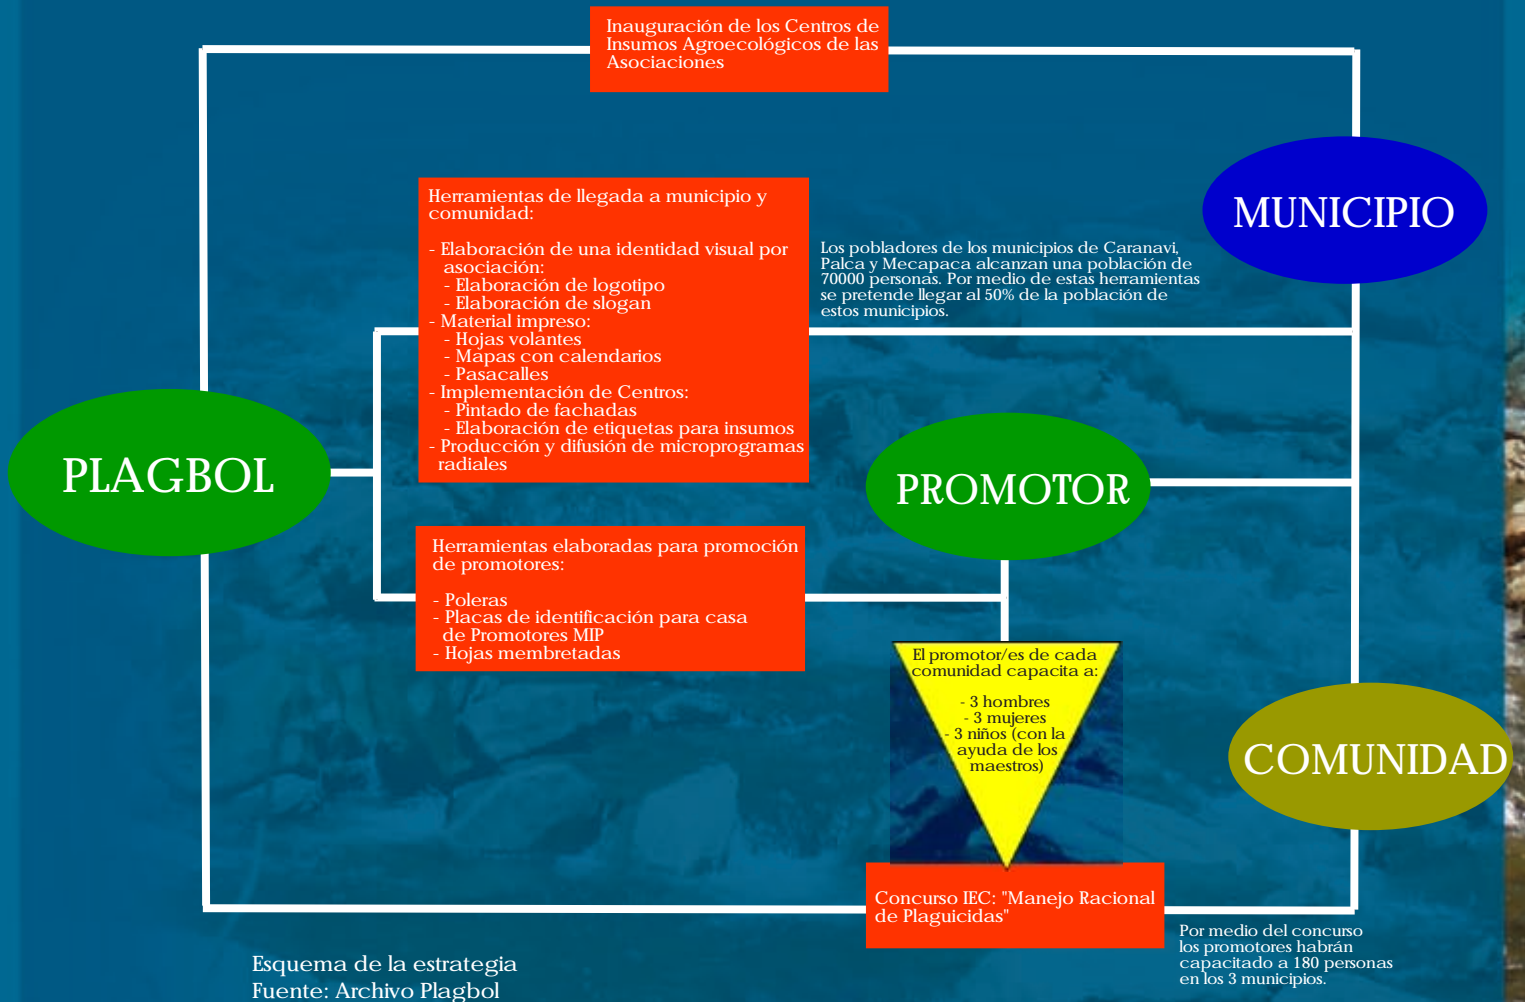 Inauguración de los Centros de
Insumos Agroecológicos de las
Asociaciones
MUNICIPIO
Herramientas de llegada a municipio y
comunidad:
- Elaboración de una identidad visual por
asociación:
- Elaboración de logotipo
- Elaboración de slogan
- Material impreso:
- Hojas volantes
- Mapas con calendarios
- Pasacalles
- Implementación de Centros:
- Pintado de fachadas
- Elaboración de etiquetas para insumos
- Producción y difusión de microprogramas
radiales
Los pobladores de los municipios de Caranavi,
Palca y Mecapaca alcanzan una población de
70000 personas. Por medio de estas herramientas
se pretende llegar al 50% de la población de
estos municipios.
PLAGBOL
PROMOTOR
Herramientas elaboradas para promoción
de promotores:
- Poleras
- Placas de identificación para casa
de Promotores MIP
- Hojas membretadas
El promotor/es de cada
comunidad capacita a:
- 3 hombres
- 3 mujeres
- 3 niños (con la
ayuda de los
maestros)
COMUNIDAD
Concurso IEC: "Manejo Racional
de Plaguicidas"
Por medio del concurso
los promotores habrán
capacitado a 180 personas
en los 3 municipios.
Esquema de la estrategia
Fuente: Archivo Plagbol